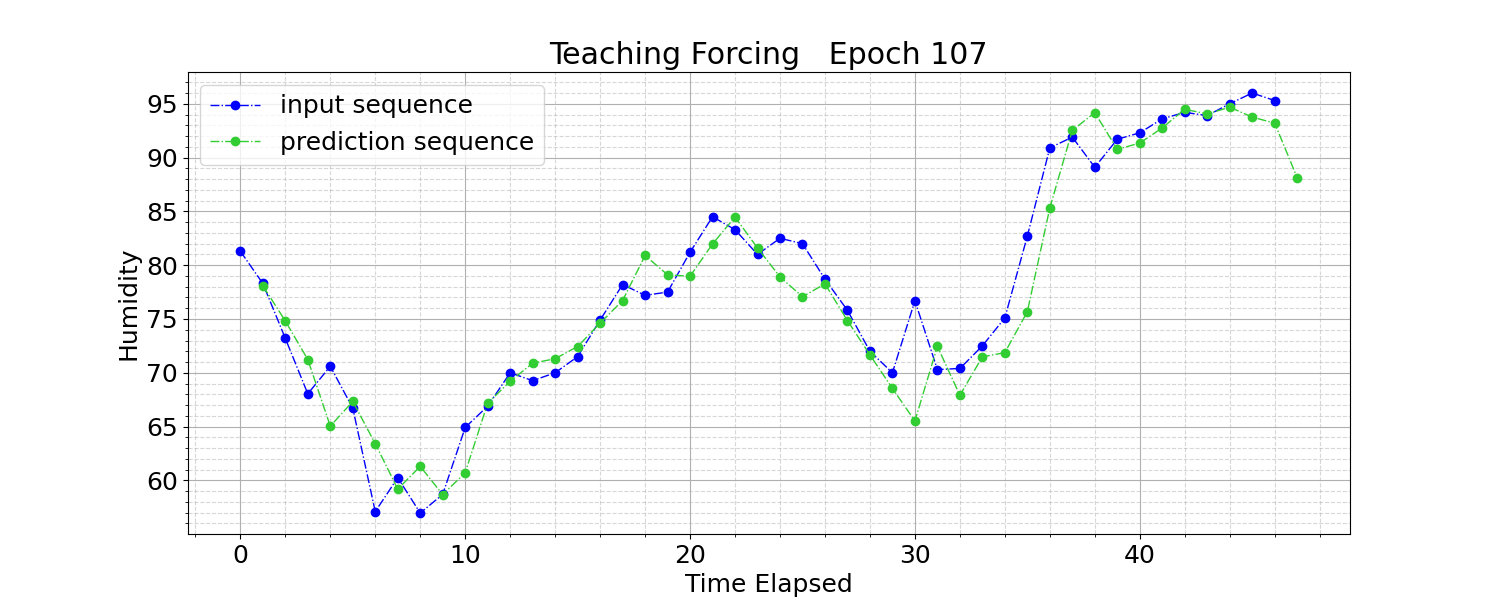 Teaching Forcing   Epoch 107
input sequence
prediction sequence
Humidity
95
90
85
80
75
70
65
60
0 10 20 30 40
Time Elapsed